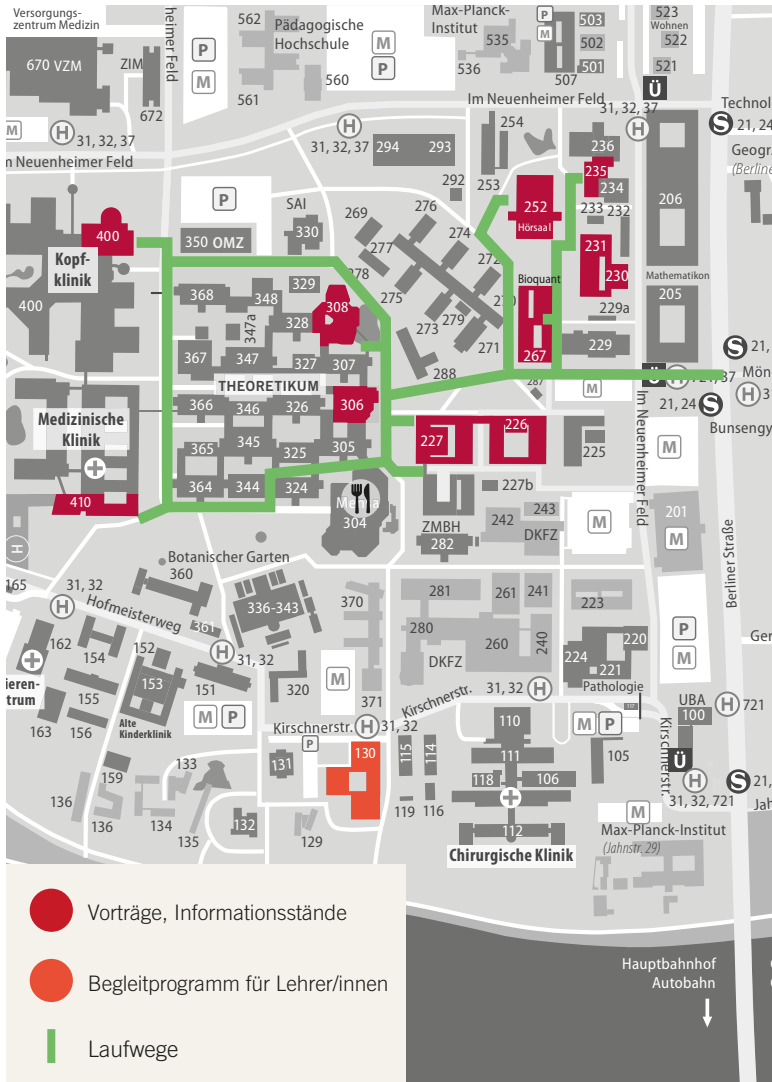 Versorgungs-
zentrum Medizin
562
Pädagogische
Hochschule
M
P
Max-Planck-
Institut
535
536
P
M
503
502
501
507
523
Wohnen
522
521
670 VZM
ZIM
672
heimer Feld
P
M
561
560
Im Neuenheimer Feld
Ü
31, 32, 37
H
S
21, 24
Technol
Geogr.
(Berline
M
H
31, 32, 37
H
31, 32, 37
m Neuenheimer Feld
294
293
254
253
292
236
235
234
233
232
206
252
Hörsaal
P
SAI
330
350 OMZ
269
276
277
274
272
278
275
400
Kopf-
klinik
400
231
230
Mathematikon
205
229a
229
Bioquant
270
267
329
368
348
347a
328
308
273
279
271
288
287
367
347
327
307
THEORETIKUM
366
346
326
306
365
345
325
305
364
344
324
Mensa
304
M
Ü
H
S
21,
Mön
H
3
21, 24
S
Bunsengy
Im Neuenheimer Feld
Medizinische
Klinik
410
H
227
226
225
227b
M
ZMBH
282
242
243
DKFZ
M
201
M
Berliner Straße
Botanischer Garten
360
165
31, 32
H
Hofmeisterweg
336-343
361
370
281
261
241
280
260
240
DKFZ
223
220
224
221
Pathologie
P
M
Ger
162
154
152
153
151
H
31, 32
320
M
371
ieren-
trum
155
163
156
Alte
Kinderklinik
M
P
Kirschnerstr.
H
31, 32
Kirschnerstr.
31, 32
H
117
UBA
100
H
721
Kirschnerstr.
Ü
P
130
131
115
114
110
111
M
P
105
118
106
H
31, 32, 721
S
21,
Jah
159
133
136
136
134
135
132
129
119
116
112
Chirurgische Klinik
M
Max-Planck-Institut
(Jahnstr. 29)
Vorträge, Informationsstände
Begleitprogramm für Lehrer/innen
Laufwege
Hauptbahnhof
Autobahn